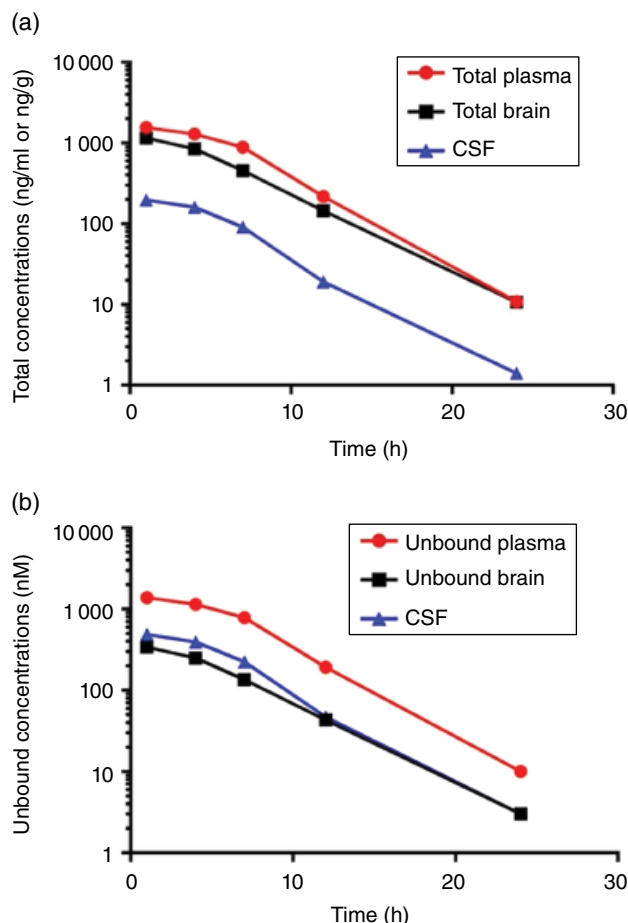 (a)
Total concentrations (ng/ml or ng/g)
10 000
1 000
100
10
1
Total plasma
Total brain
CSF
0
10
20
30
Time (h)
(b)
Unbound concentrations (nM)
10 000
1 000
100
10
1
Unbound plasma
Unbound brain
CSF
0
10
20
30
Time (h)